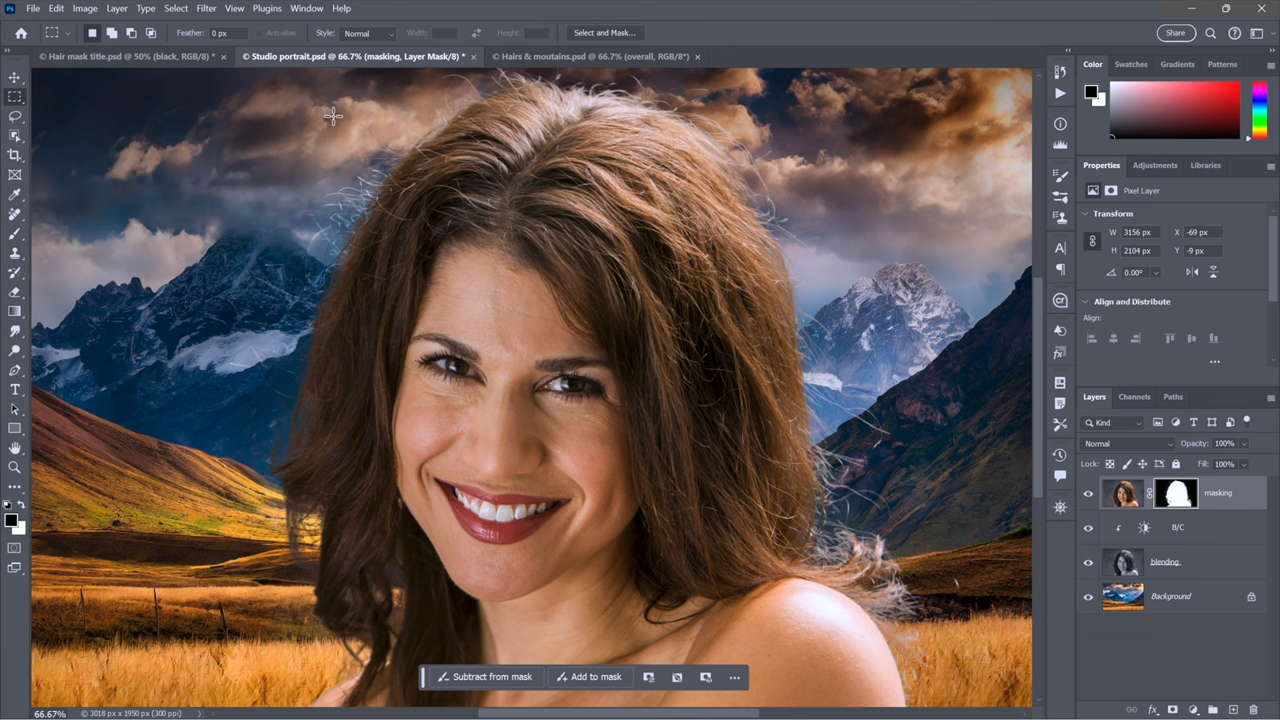 File Edit Image Layer Type Select Filter View Plugins Window Help
Feather: 0 px Anti-alias Style: Normal Width: Height: Select and Mask... Share
© Hair mask title.psd @ 50% (black, RGB/8) * × © Studio portrait.psd @ 66.7% (masking, Layer Mask/8) * × © Hairs & moutains.psd @ 66.7% (overall, RGB/8*) ×
Color Swatches Gradients Patterns
Properties Adjustments Libraries
Pixel Layer
Transform
W 3156 px X -69 px
H 2104 px Y -9 px
0.00°
Align and Distribute
Align:
Layers Channels Paths
Kind
Normal Opacity: 100%
Lock: Fill: 100%
masking
B/C
blending
Background
Subtract from mask Add to mask
66.67% © 3018 px x 1950 px (300 ppi)